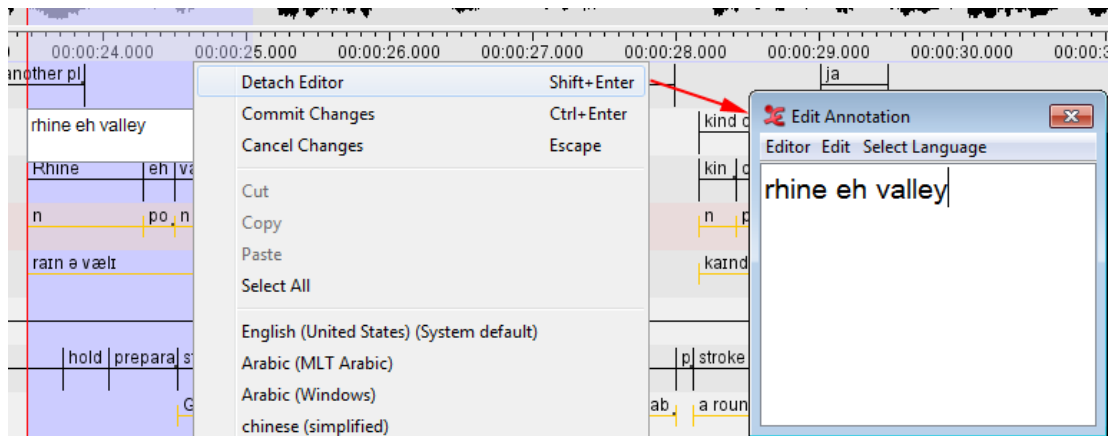 00:00:24.000 00:00:25.000 00:00:26.000 00:00:27.000 00:00:28.000 00:00:29.000 00:00:30.000 00:00:3
another pl
ja
rhine eh valley
kind o
Rhine eh va
kin o
n po n
n p
raɪn ə vælɪ
kaɪnd
hold prepara s
p stroke
G
ab a roun
Detach Editor Shift+Enter
Commit Changes Ctrl+Enter
Cancel Changes Escape
Cut
Copy
Paste
Select All
English (United States) (System default)
Arabic (MLT Arabic)
Arabic (Windows)
chinese (simplified)
Edit Annotation
Editor Edit Select Language
rhine eh valley